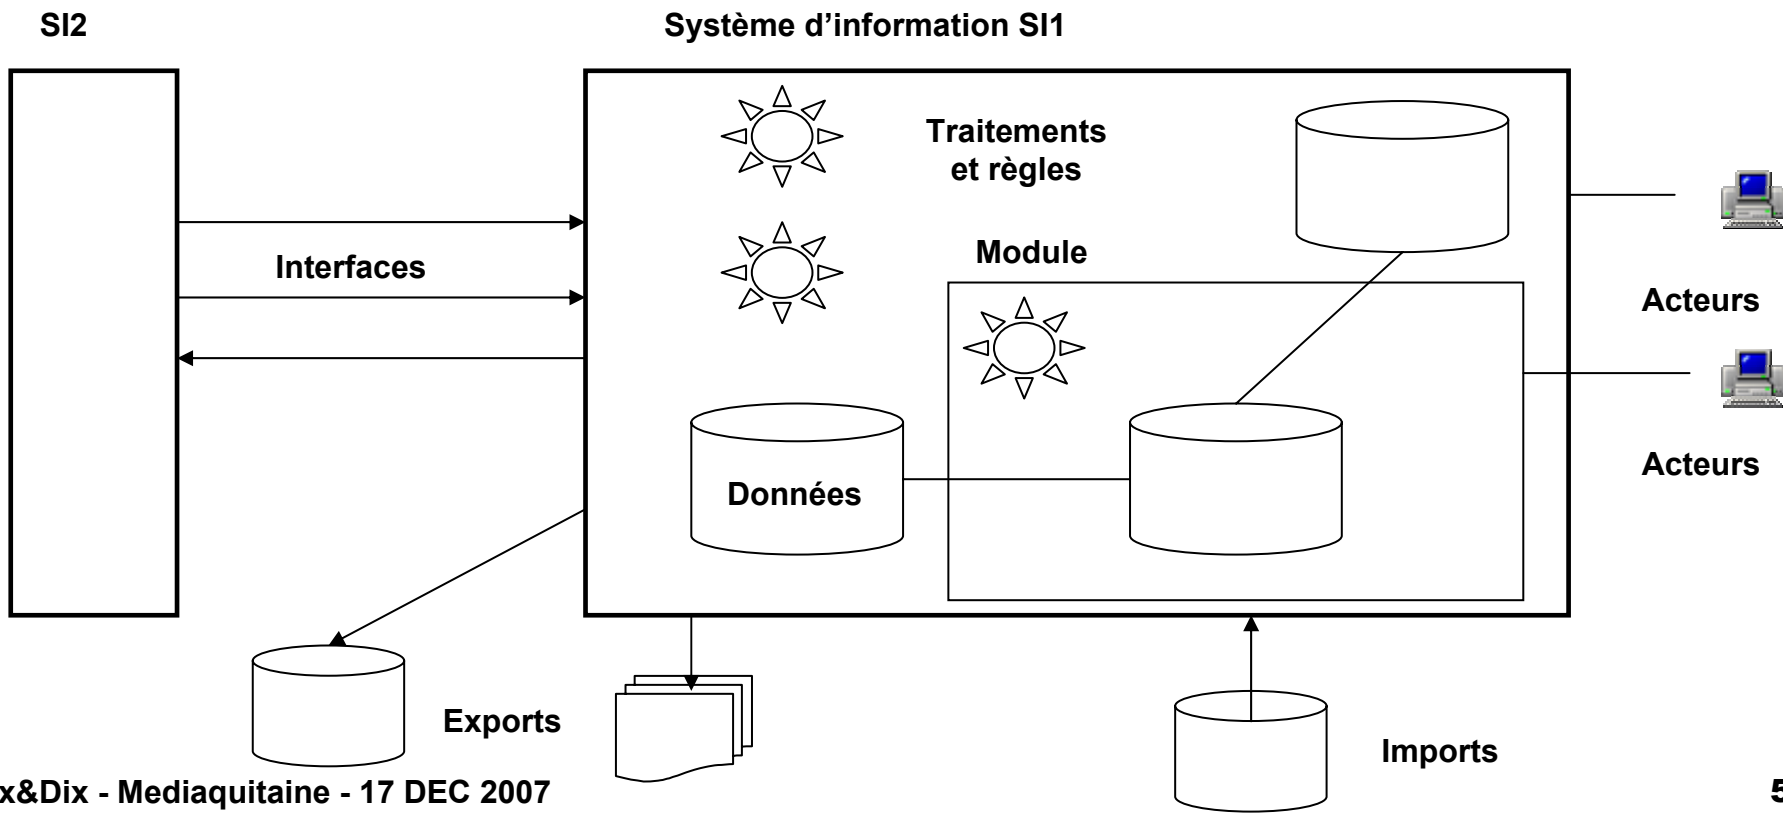 SI2
Système d’information SI1
Traitements
et règles
Interfaces
Module
Acteurs
Acteurs
Données
Exports
Imports
x&Dix - Mediaquitaine - 17 DEC 2007
5